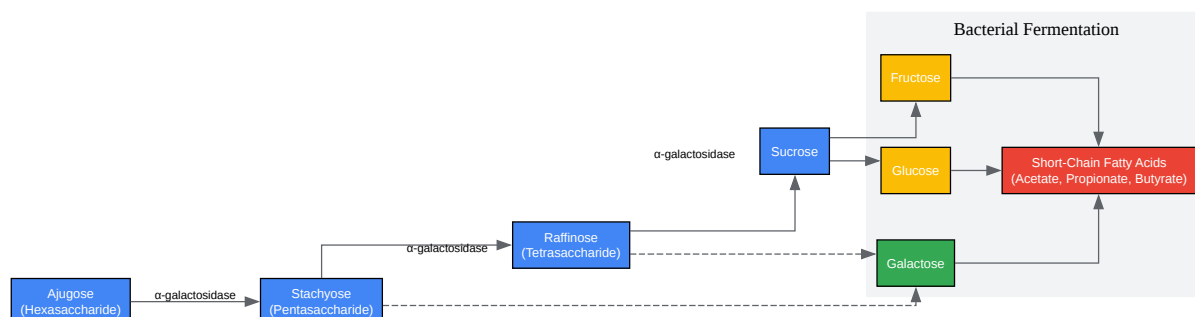 Bacterial Fermentation
Fructose
α-galactosidase
Sucrose
Glucose
Short-Chain Fatty Acids
(Acetate, Propionate, Butyrate)
α-galactosidase
Raffinose
(Tetrasaccharide)
Galactose
Ajugose
(Hexasaccharide)
α-galactosidase
Stachyose
(Pentasaccharide)